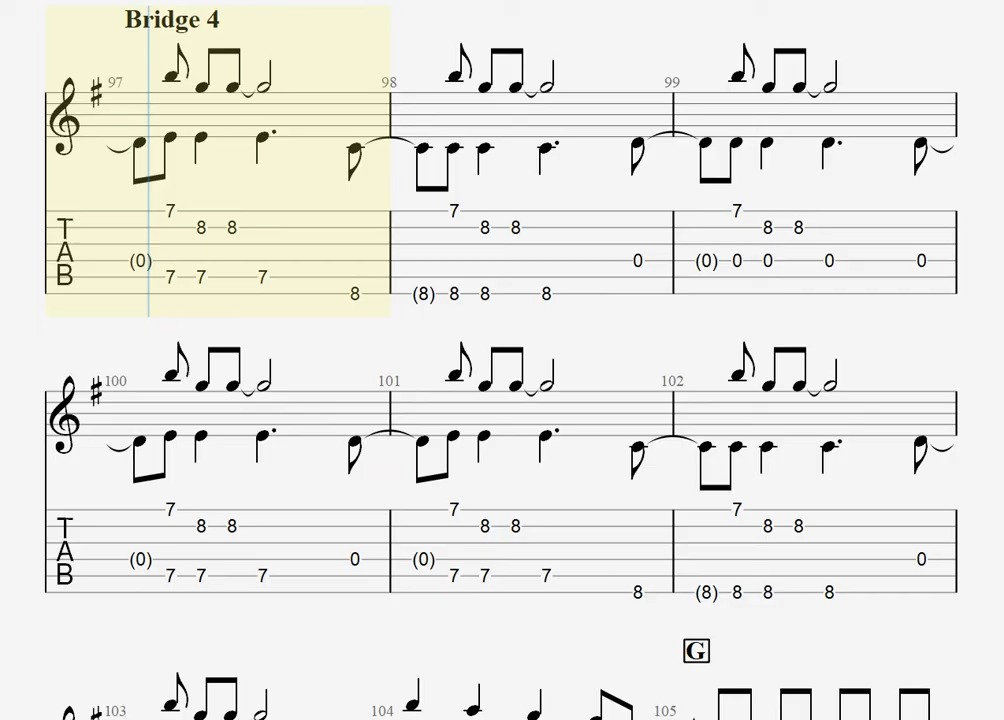 Bridge 4
97 98 99
7 7 7
T 8 8 8 8 8 8
A (0) 0 (0) 0 0 0 0
B 7 7 7
8 (8) 8 8 8
100 101 102
7 7 7
T 8 8 8 8 8 8
A (0) 0 (0) 0
B 7 7 7 7 7 7
8 (8) 8 8 8
G
103 104 105